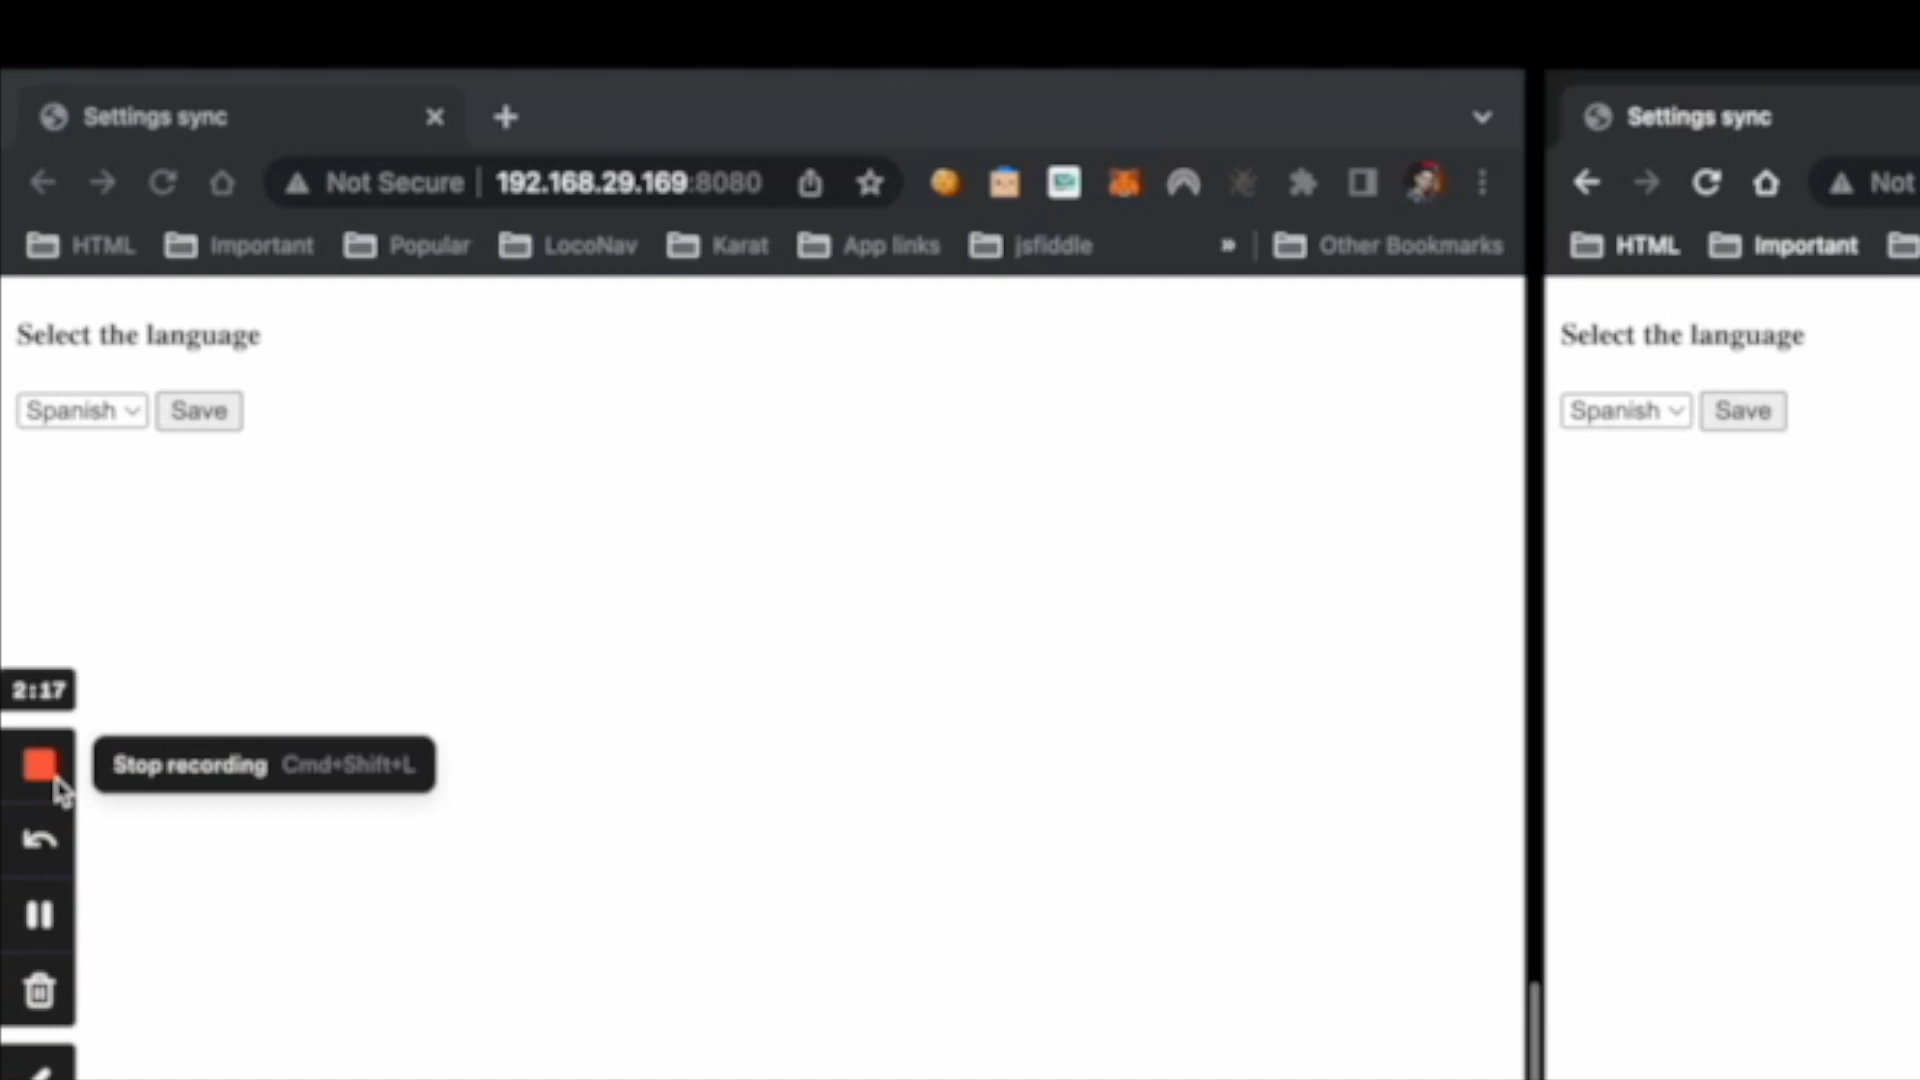 Settings sync
Settings sync
Not Secure | 192.168.29.169:8080
Not
HTML Important Popular LocoNav Karat App links jsfiddle » Other Bookmarks
HTML Important
Select the language
Select the language
Spanish Save
Spanish Save
2:17
Stop recording Cmd+Shift+L